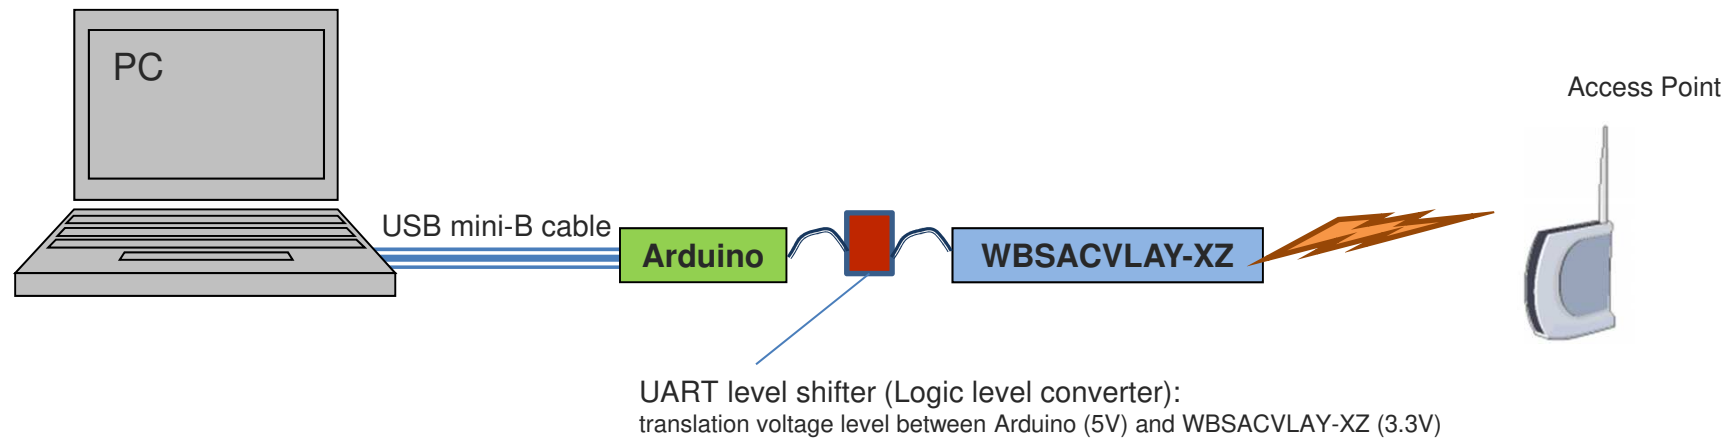 PC
Access Point
USB mini-B cable
Arduino
WBSACVLAY-XZ
UART level shifter (Logic level converter):
translation voltage level between Arduino (5V) and WBSACVLAY-XZ (3.3V)